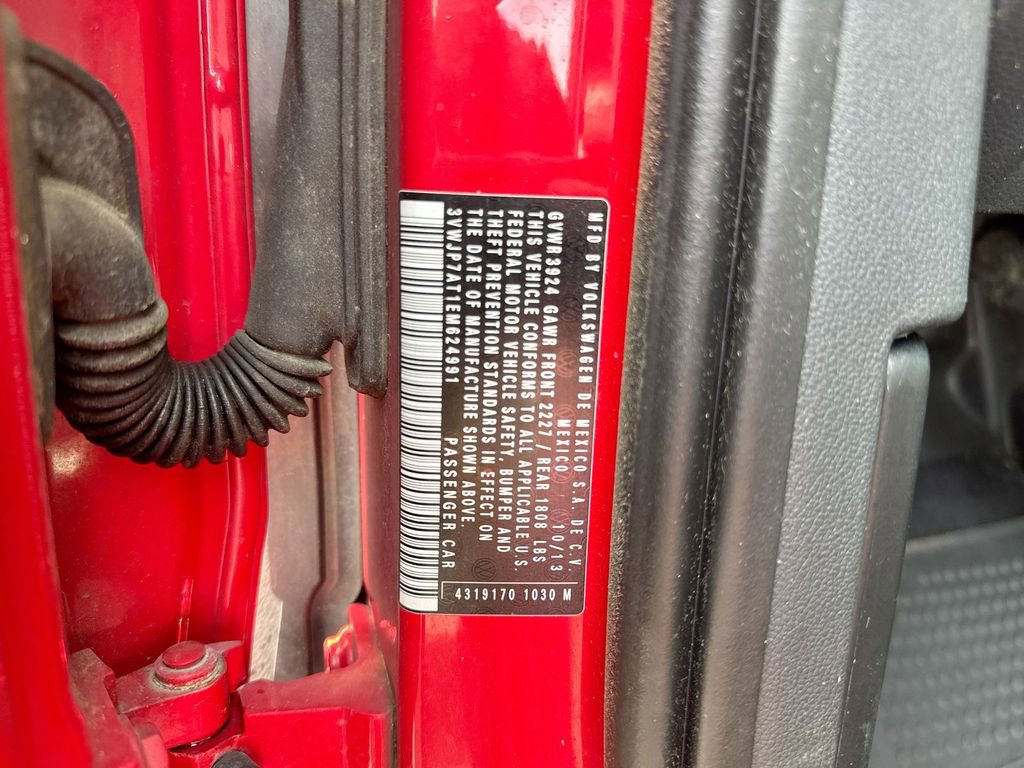 MFD BY VOLKSWAGEN DE MEXICO S.A. DE C.V.
MEXICO 10/13
GVWR 3924 GAWR FRONT 2227 / REAR 1808 LBS
THIS VEHICLE CONFORMS TO ALL APPLICABLE U.S.
FEDERAL MOTOR VEHICLE SAFETY, BUMPER AND
THEFT PREVENTION STANDARDS IN EFFECT ON
THE DATE OF MANUFACTURE SHOWN ABOVE.
3VWJP7AT1EM624991 PASSENGER CAR
4319170 1030 M